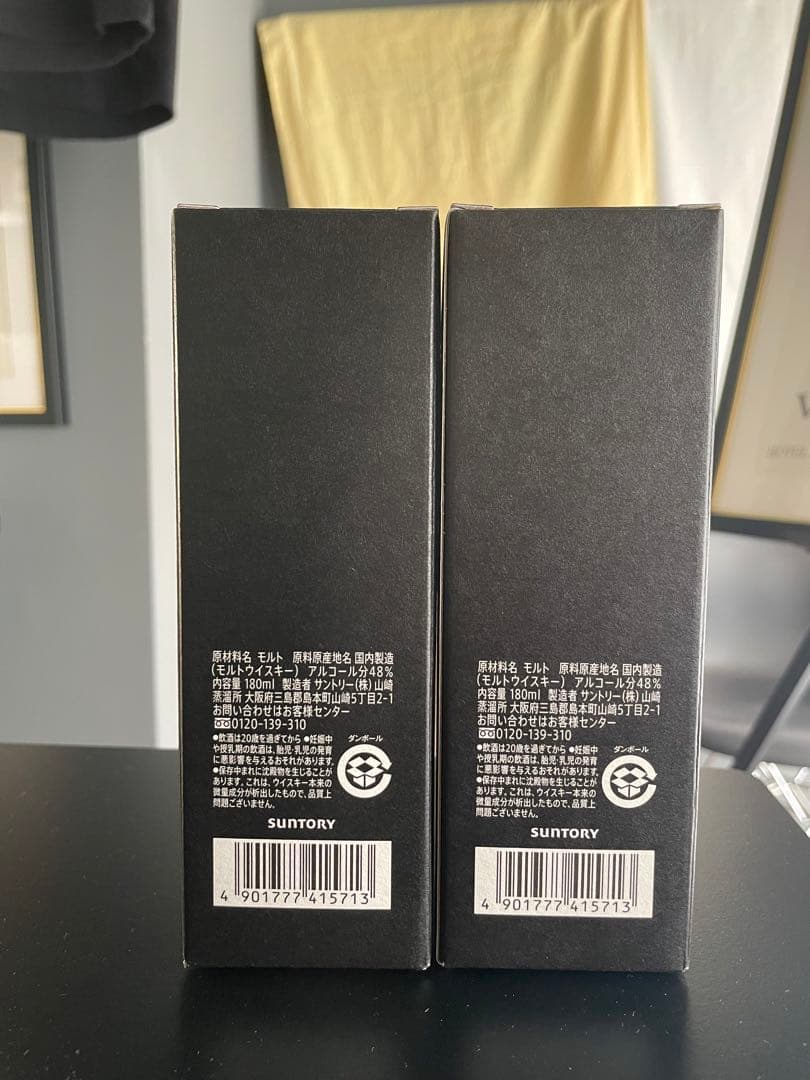 原材料名 モルト 原料原産地名 国内製造
(モルトウイスキー) アルコール分48%
内容量 180ml 製造者 サントリー(株) 山崎
蒸溜所 大阪府三島郡島本町山崎5丁目2-1
お問い合わせはお客様センター
0120-139-310
●飲酒は20歳を過ぎてから ●妊娠中
や授乳期の飲酒は、胎児・乳児の発育
に悪影響を与えるおそれがあります。
●保存中まれに沈殿物を生じることが
あります。これは、ウイスキー本来の
微量成分が析出したもので、品質上
問題ございません。
ダンボール
SUNTORY
4 901777 415713
原材料名 モルト 原料原産地名 国内製造
(モルトウイスキー) アルコール分48%
内容量 180ml 製造者 サントリー(株) 山崎
蒸溜所 大阪府三島郡島本町山崎5丁目2-1
お問い合わせはお客様センター
0120-139-310
●飲酒は20歳を過ぎてから ●妊娠中
や授乳期の飲酒は、胎児・乳児の発育
に悪影響を与えるおそれがあります。
●保存中まれに沈殿物を生じることが
あります。これは、ウイスキー本来の
微量成分が析出したもので、品質上
問題ございません。
ダンボール
SUNTORY
4 901777 415713